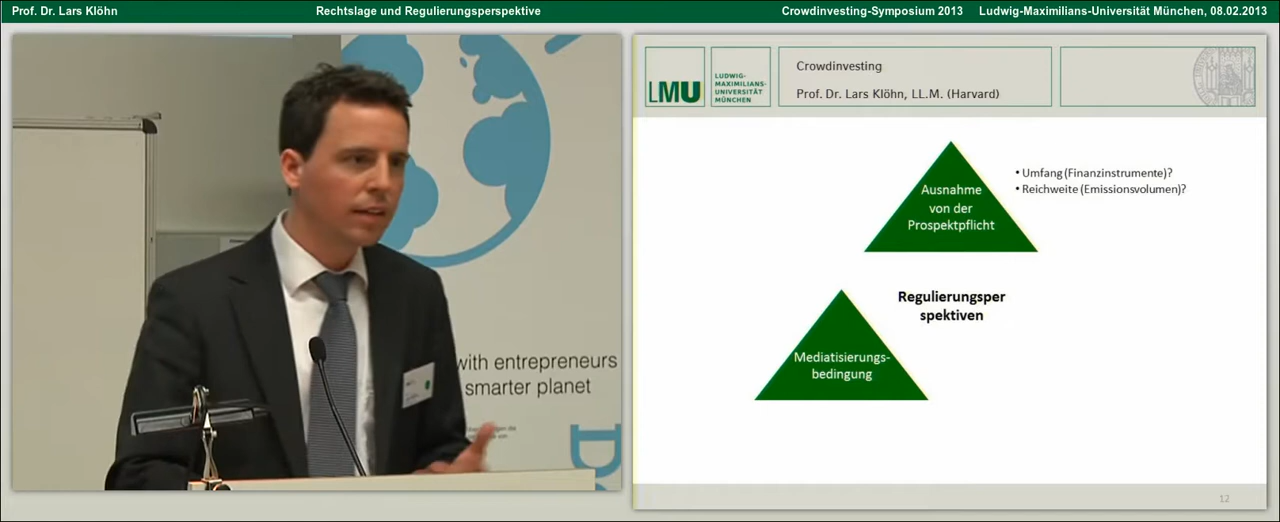 Prof. Dr. Lars Klöhn
Rechtslage und Regulierungsperspektive
Crowdinvesting-Symposium 2013
Ludwig-Maximilians-Universität München, 08.02.2013
with entrepreneurs
smarter planet
LMU
LUDWIG-
MAXIMILIANS-
UNIVERSITÄT
MÜNCHEN
Crowdinvesting
Prof. Dr. Lars Klöhn, LL.M. (Harvard)
Ausnahme
von der
Prospektpflicht
• Umfang (Finanzinstrumente)?
• Reichweite (Emissionsvolumen)?
Regulierungsper
spektiven
Mediatisierungs-
bedingung
12